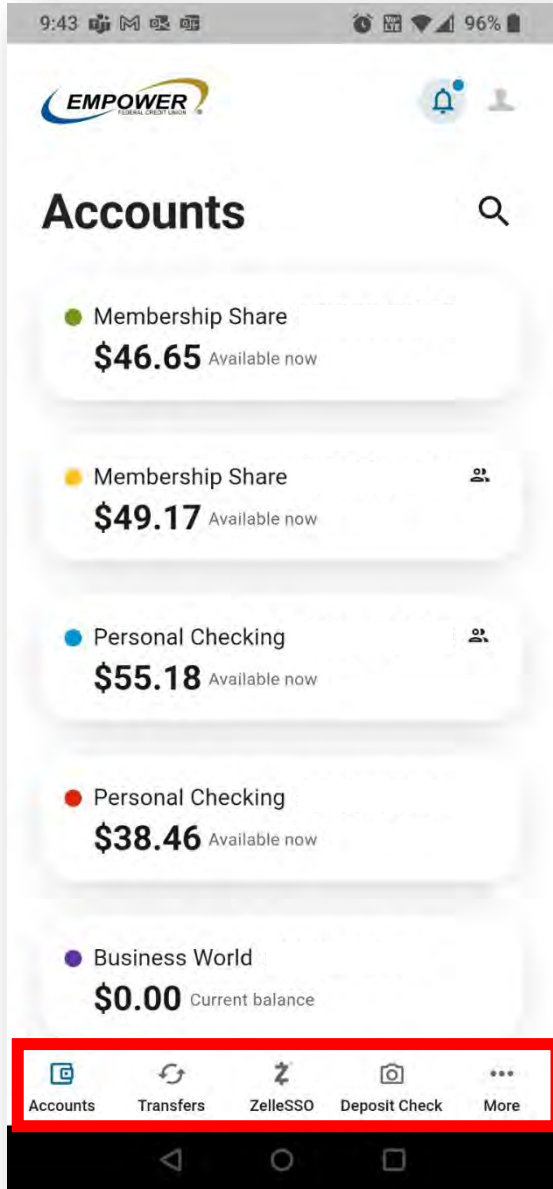 9:43 96%
EMPOWER
FEDERAL CREDIT UNION
Accounts
Membership Share
$46.65 Available now
Membership Share
$49.17 Available now
Personal Checking
$55.18 Available now
Personal Checking
$38.46 Available now
Business World
$0.00 Current balance
Accounts Transfers ZelleSSO Deposit Check More